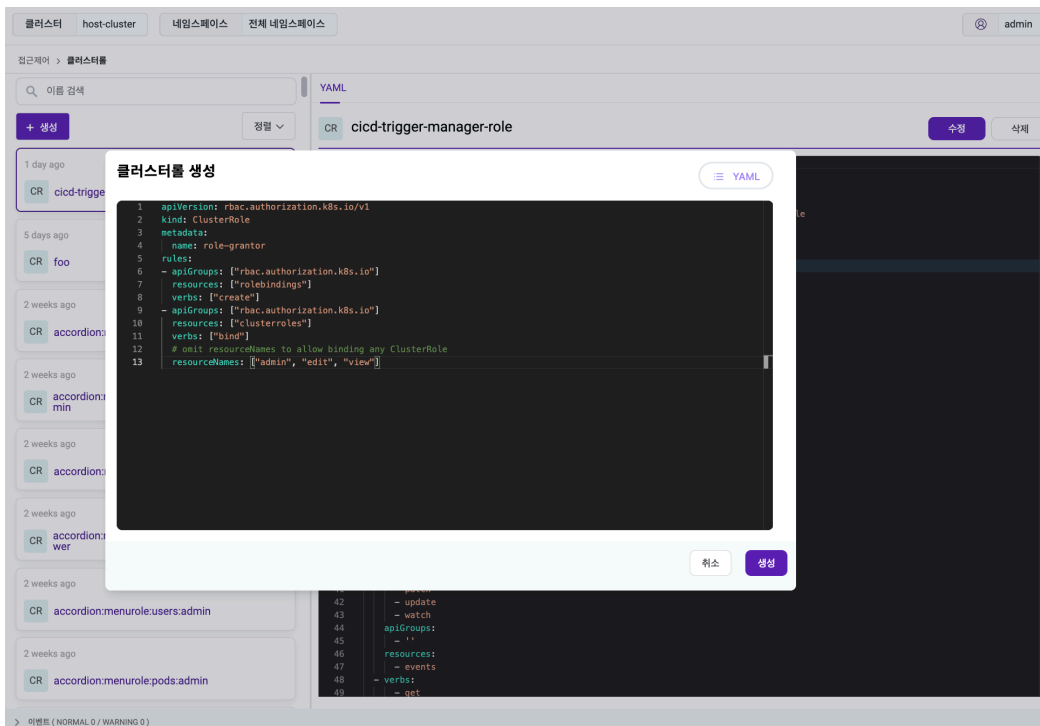 클러스터 host-cluster 네임스페이스 전체 네임스페이스 admin
접근제어 > 클러스터롤
이름 검색
YAML
+ 생성 정렬
CR cicd-trigger-manager-role 수정 삭제
1 day ago
CR cicd-trigge
5 days ago
CR foo
2 weeks ago
CR
2 weeks ago
CR
min
2 weeks ago
CR
2 weeks ago
CR
wer
2 weeks ago
CR accordion:menurole:users:admin
2 weeks ago
CR accordion:menurole:pods:admin
클러스터롤 생성 YAML
1 apiVersion: rbac.authorization.k8s.io/v1
2 kind: ClusterRole
3 metadata:
4 name: role-grantor
5 rules:
6 - apiGroups: ["rbac.authorization.k8s.io"]
7 resources: ["rolebindings"]
8 verbs: ["create"]
9 - apiGroups: ["rbac.authorization.k8s.io"]
10 resources: ["clusterroles"]
11 verbs: ["bind"]
12 # omit resourceNames to allow binding any ClusterRole
13 resourceNames: ["admin", "edit", "view"]
취소 생성
42 - update
43 - watch
44 apiGroups:
45 - ''
46 resources:
47 - events
48 - verbs:
49 - get
> 이벤트 ( NORMAL 0 / WARNING 0 )